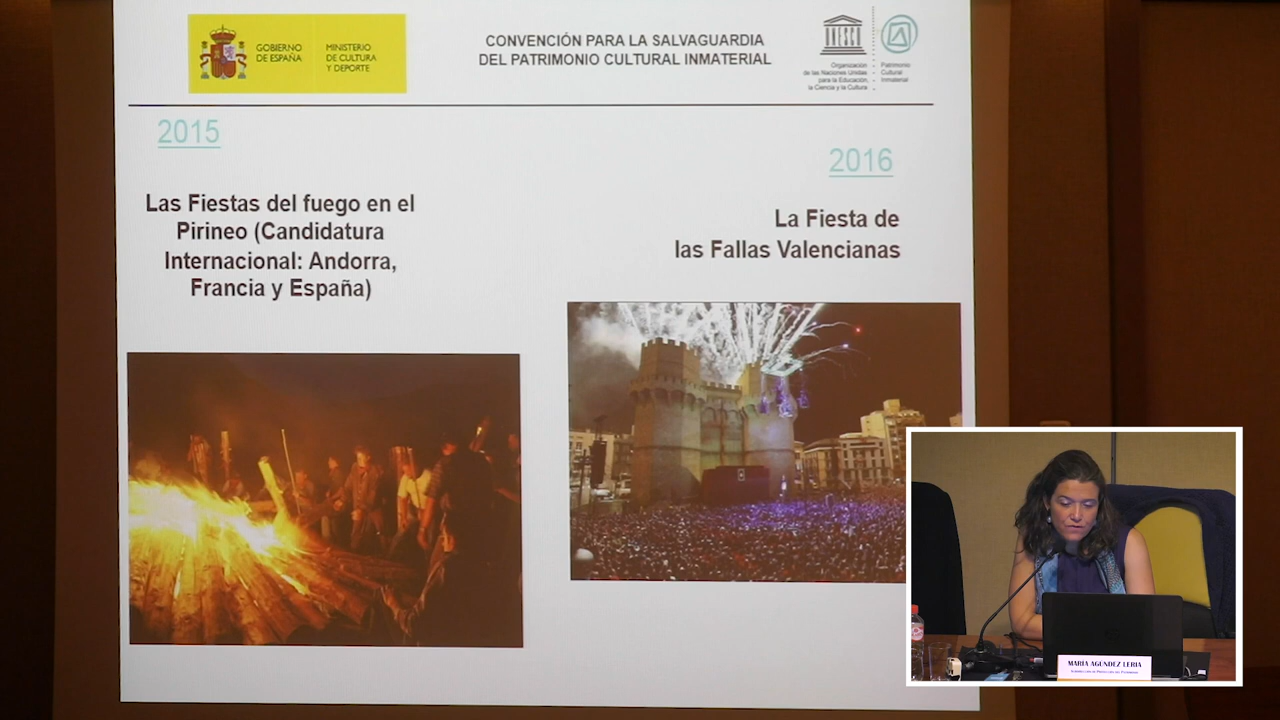 GOBIERNO
DE ESPAÑA
MINISTERIO
DE CULTURA
Y DEPORTE
CONVENCIÓN PARA LA SALVAGUARDIA
DEL PATRIMONIO CULTURAL INMATERIAL
UNESCO
Organización
de las Naciones Unidas
para la Educación,
la Ciencia y la Cultura
Patrimonio
Cultural
Inmaterial
2015
Las Fiestas del fuego en el
Pirineo (Candidatura
Internacional: Andorra,
Francia y España)
2016
La Fiesta de
las Fallas Valencianas
MARÍA AGÚNDEZ LERIA